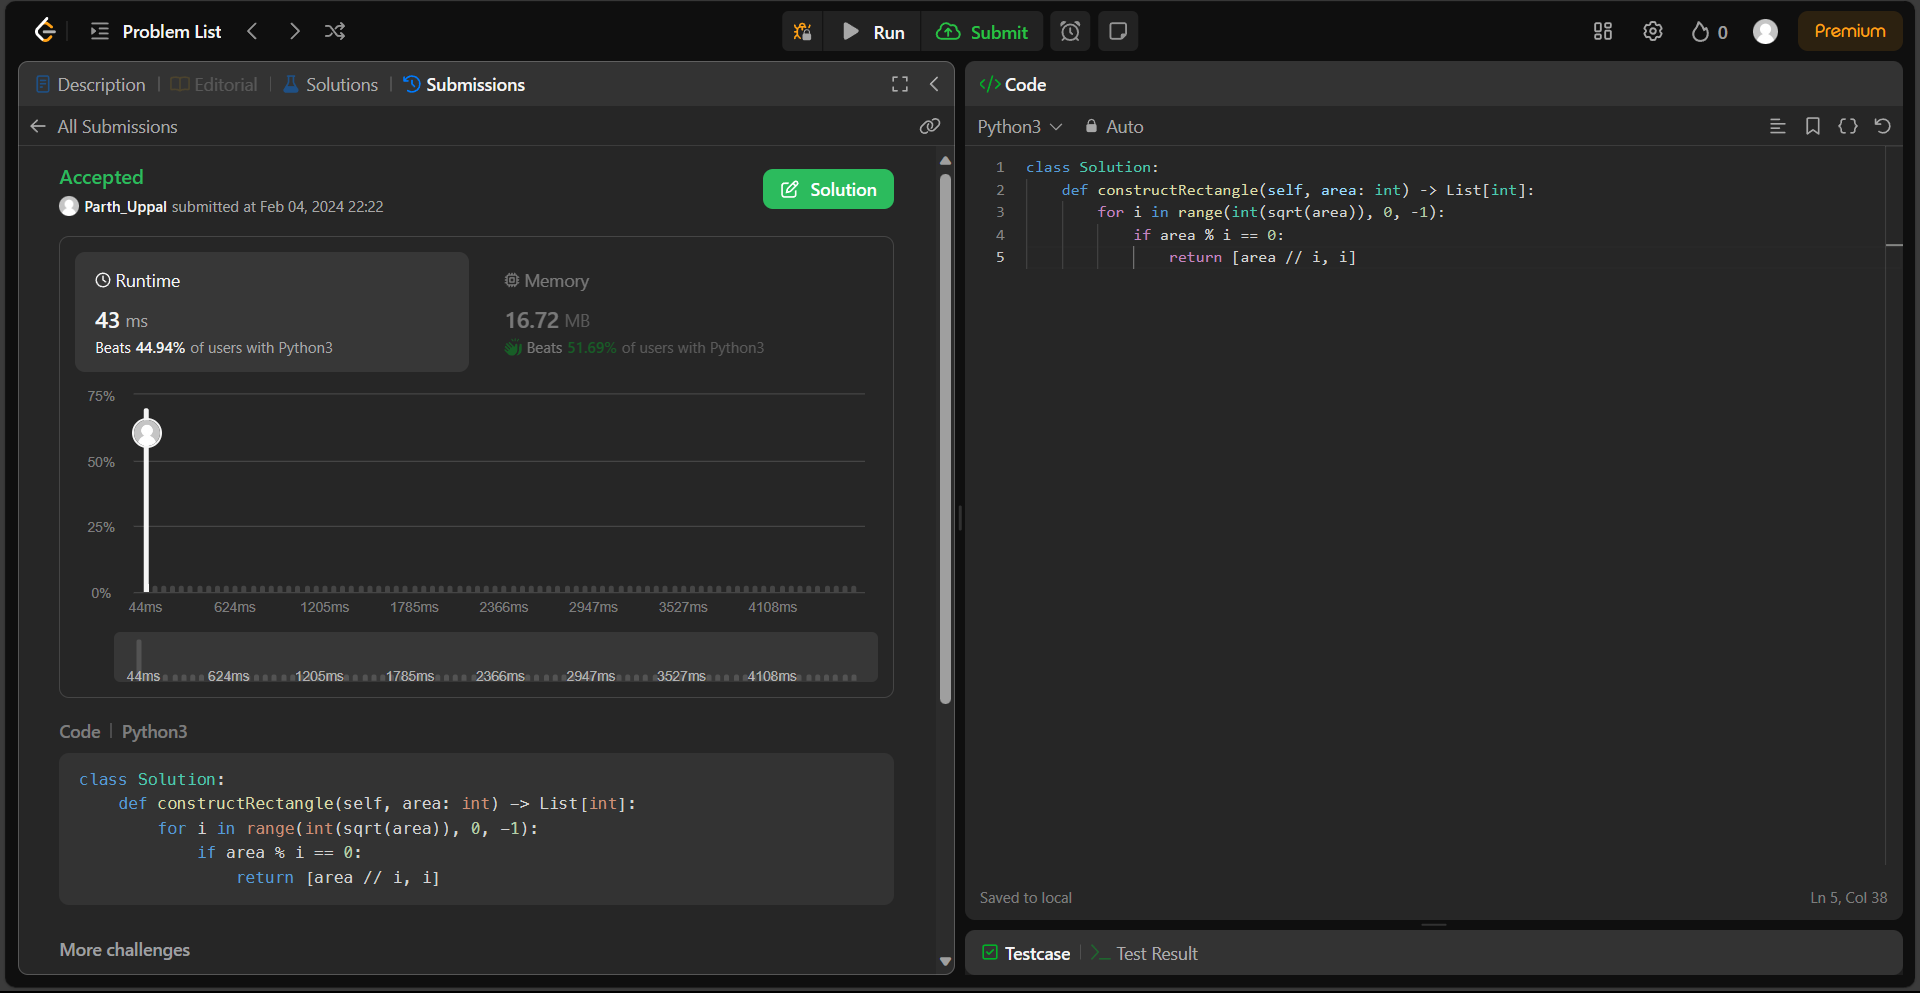 Problem List
Run
Submit
0
Premium
Description
Editorial
Solutions
Submissions
All Submissions
Accepted
Parth_Uppal submitted at Feb 04, 2024 22:22
Solution
Runtime
43 ms
Beats 44.94% of users with Python3
Memory
16.72 MB
Beats 51.69% of users with Python3
75%
50%
25%
0%
44ms 624ms 1205ms 1785ms 2366ms 2947ms 3527ms 4108ms
44ms 624ms 1205ms 1785ms 2366ms 2947ms 3527ms 4108ms
Code | Python3
class Solution:
    def constructRectangle(self, area: int) -> List[int]:
        for i in range(int(sqrt(area)), 0, -1):
            if area % i == 0:
                return [area // i, i]
More challenges
</> Code
Python3
Auto
1 class Solution:
2     def constructRectangle(self, area: int) -> List[int]:
3         for i in range(int(sqrt(area)), 0, -1):
4             if area % i == 0:
5                 return [area // i, i]
Saved to local
Ln 5, Col 38
Testcase
Test Result